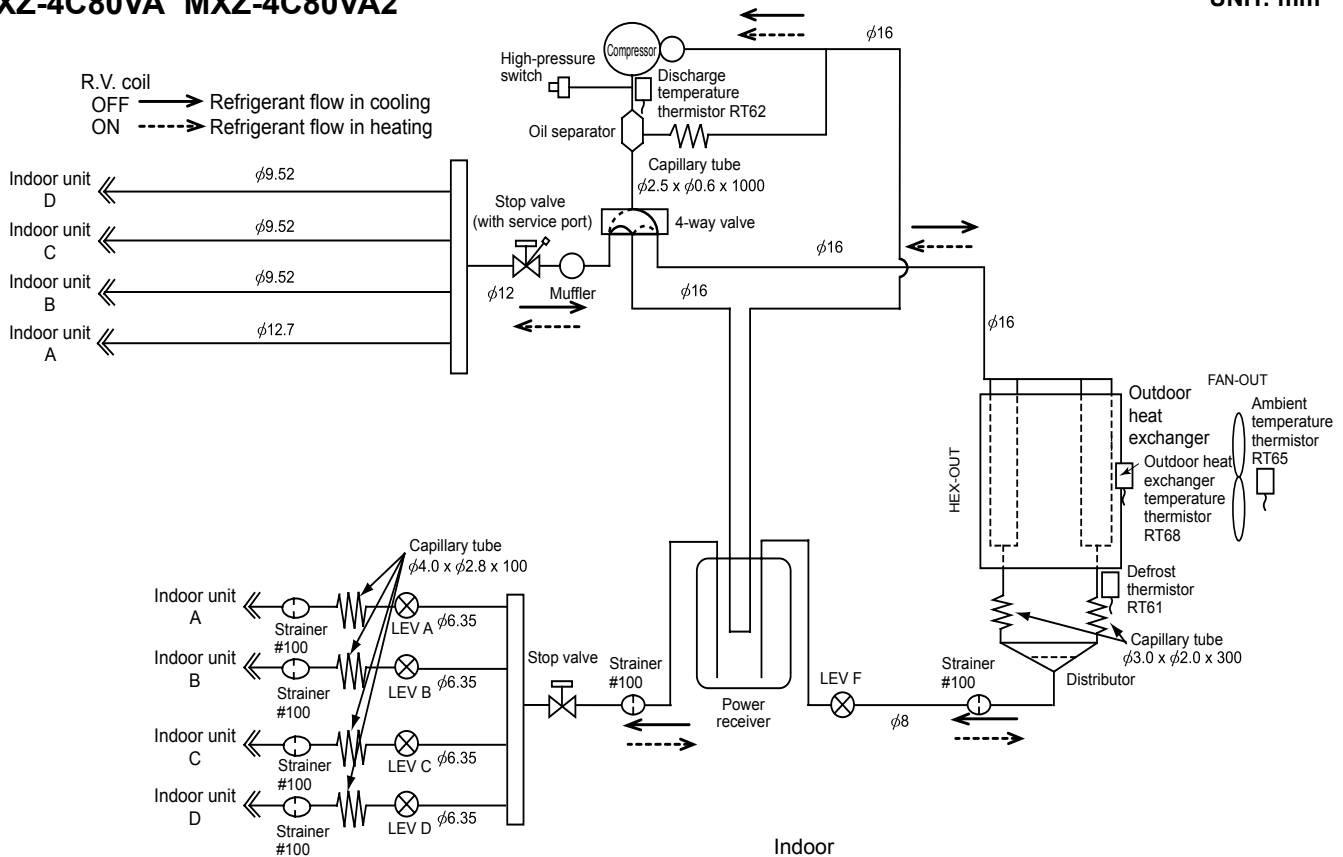 MXZ-4C80VA2
φ16
Compressor
High-pressure
switch
Discharge
temperature
thermistor RT62
R.V. coil
OFF Refrigerant flow in cooling
ON Refrigerant flow in heating
Oil separator
Capillary tube
φ2.5 x φ0.6 x 1000
Indoor unit
D
φ9.52
Stop valve
(with service port)
4-way valve
Indoor unit
C
φ9.52
φ16
Indoor unit
B
φ9.52
φ12
Muffler
φ16
Indoor unit
A
φ12.7
φ16
FAN-OUT
Outdoor
heat
exchanger
Ambient
temperature
thermistor
RT65
HEX-OUT
Outdoor heat
exchanger
temperature
thermistor
RT68
Capillary tube
φ4.0 x φ2.8 x 100
Defrost
thermistor
RT61
Indoor unit
A
Strainer
#100
LEV A
φ6.35
Capillary tube
φ3.0 x φ2.0 x 300
Indoor unit
B
Strainer
#100
LEV B
φ6.35
Stop valve
Strainer
#100
Power
receiver
LEV F
φ8
Strainer
#100
Distributor
Indoor unit
C
Strainer
#100
LEV C
φ6.35
Indoor unit
D
Strainer
#100
LEV D
φ6.35
Indoor